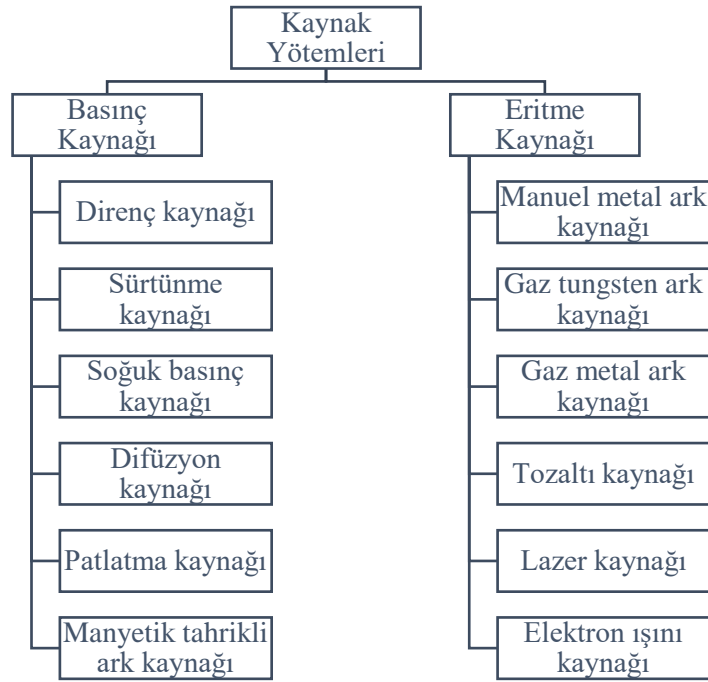 Kaynak
Yötemleri
Basınç
Kaynağı
Direnç kaynağı
Sürtünme
kaynağı
Soğuk basınç
kaynağı
Difüzyon
kaynağı
Patlatma kaynağı
Manyetik tahrikli
ark kaynağı
Eritme
Kaynağı
Manuel metal ark
kaynağı
Gaz tungsten ark
kaynağı
Gaz metal ark
kaynağı
Tozaltı kaynağı
Lazer kaynağı
Elektron ışını
kaynağı